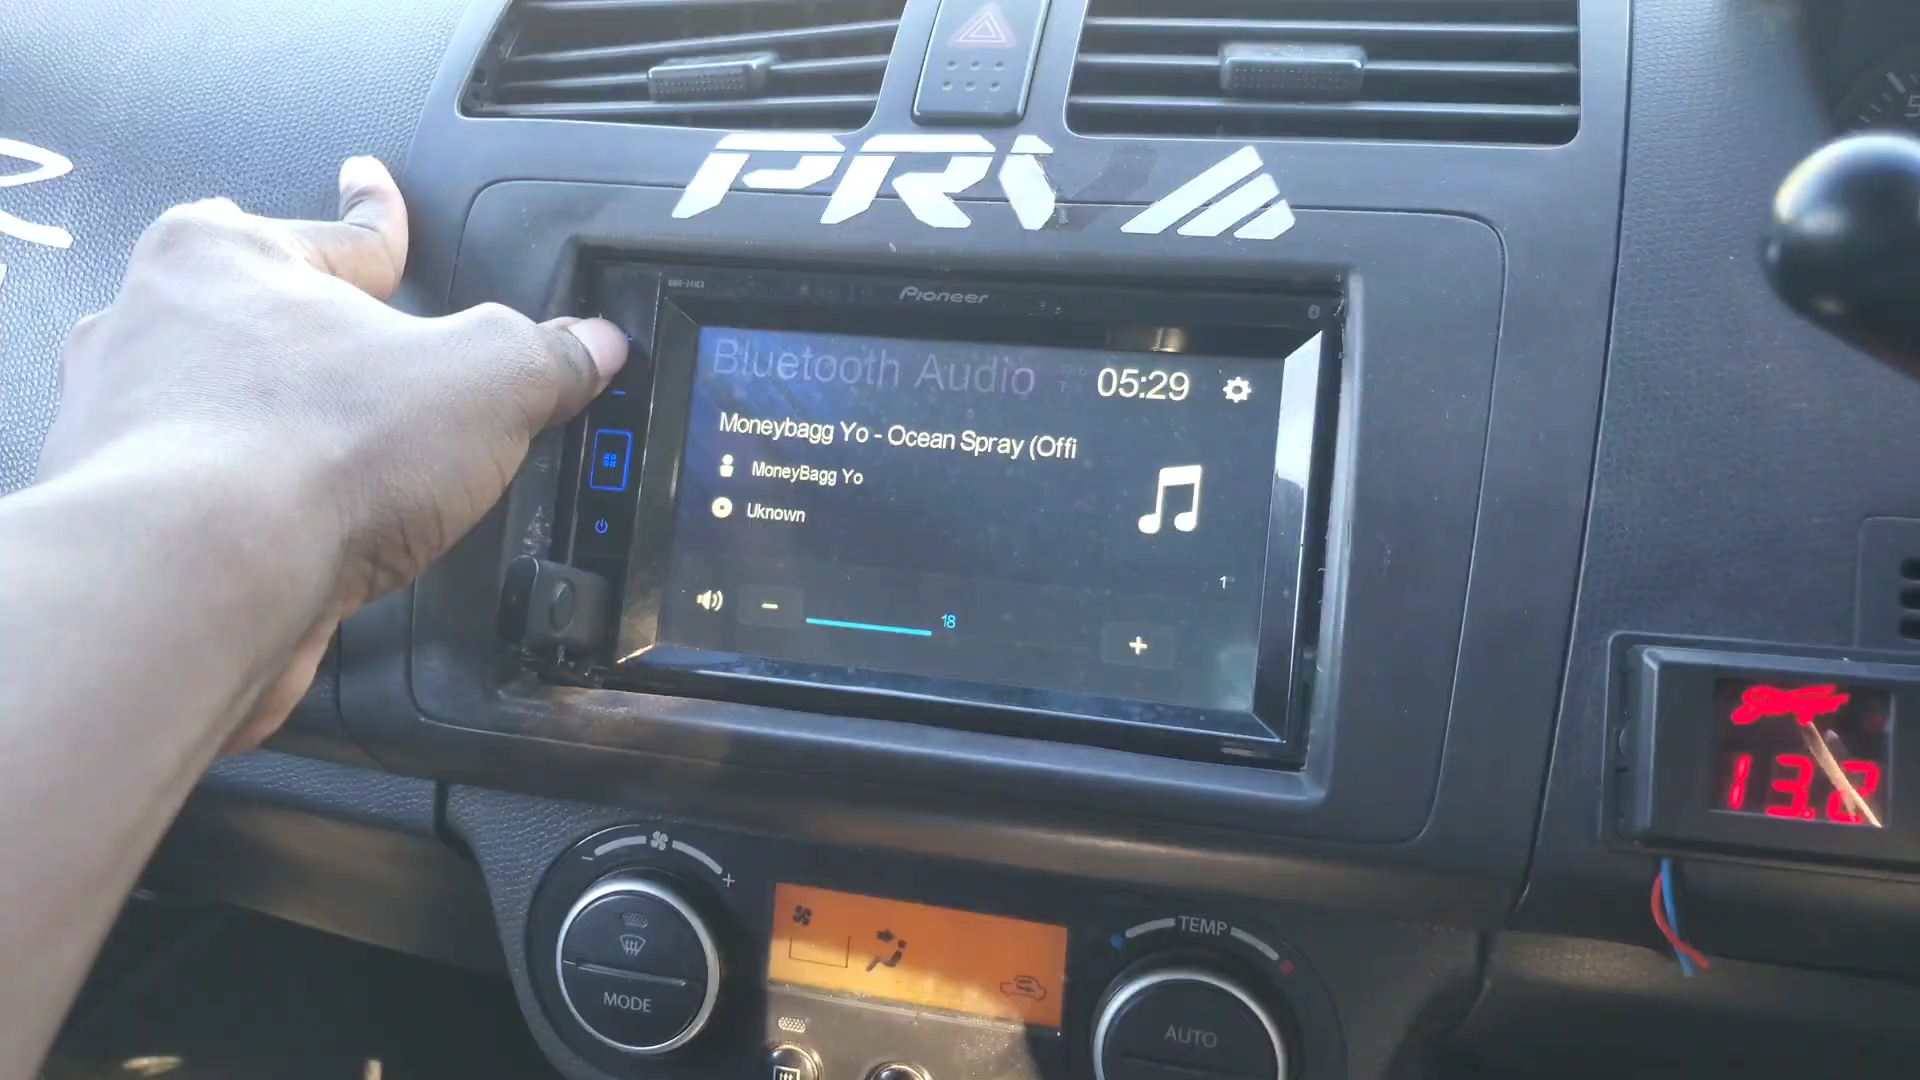 PRV
Pioneer
Bluetooth Audio
05:29
Moneybagg Yo - Ocean Spray (Offi
MoneyBagg Yo
Uknown
1
18
13.2
TEMP
MODE
AUTO